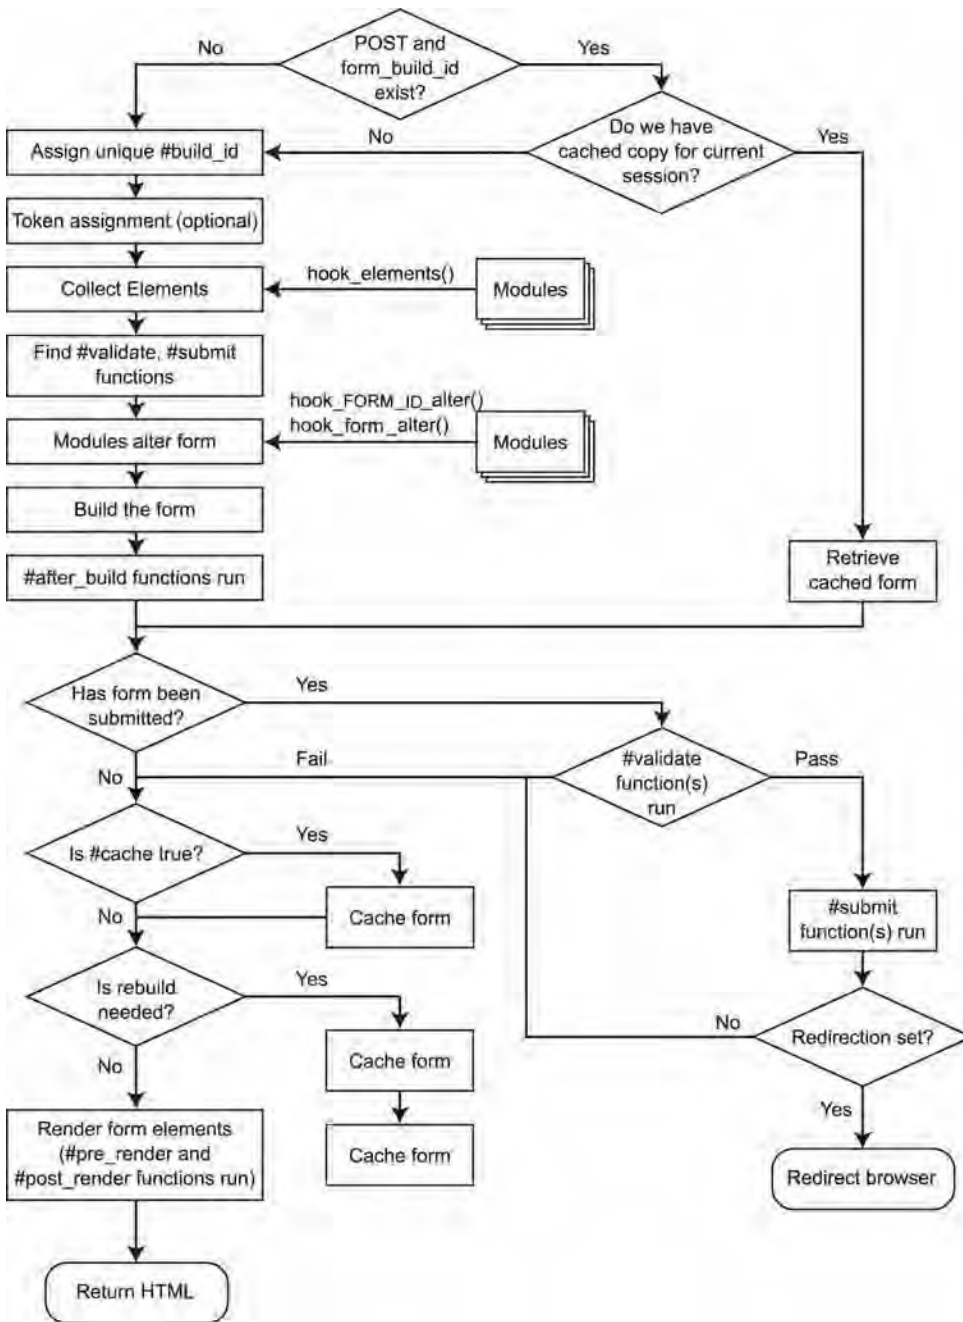 No
POST and
form_build_id
exist?
Yes
Do we have
cached copy for current
session?
No
Yes
Assign unique #build_id
Token assignment (optional)
Collect Elements
hook_elements()
Modules
Find #validate, #submit
functions
hook_FORM_ID_alter()
hook_form_alter()
Modules alter form
Modules
Build the form
#after_build functions run
Retrieve
cached form
Has form been
submitted?
Yes
#validate
function(s)
run
No
Fail
Pass
Is #cache true?
Yes
Cache form
No
#submit
function(s) run
Is rebuild
needed?
Yes
No
Redirection set?
Cache form
No
Yes
Render form elements
(#pre_render and
#post_render functions run)
Cache form
Redirect browser
Return HTML